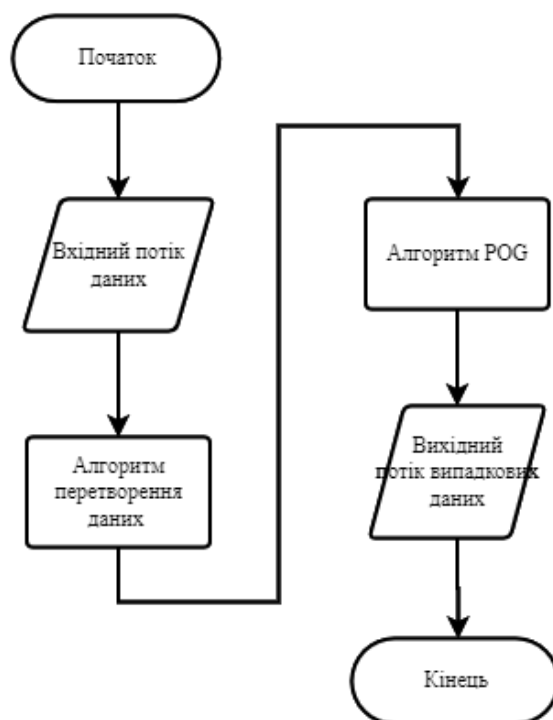 Початок
Вхідний потік
даних
Алгоритм
перетворення
даних
Алгоритм POG
Вихідний
потік випадкових
даних
Кінець